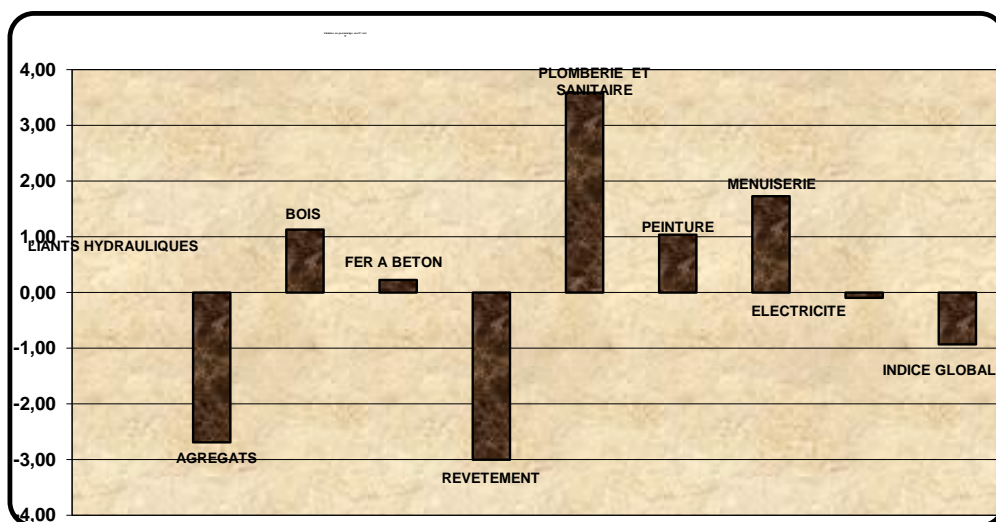 4,00
3,00
2,00
1,00
0,00
-1,00
-2,00
-3,00
-4,00
LIANTS HYDRAULIQUES
AGREGATS
BOIS
FER A BETON
REVETEMENT
PLOMBERIE ET
SANITAIRE
PEINTURE
MENUISERIE
ELECTRICITE
INDICE GLOBAL